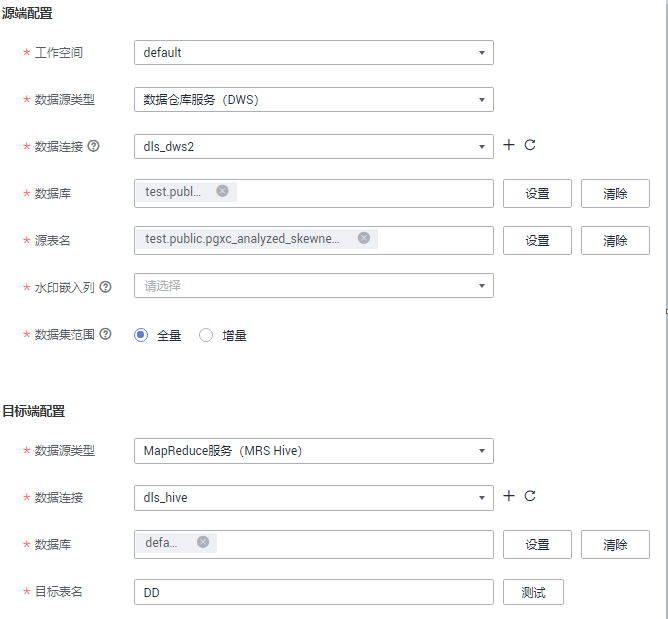 源端配置
* 工作空间 default
* 数据源类型 数据仓库服务（DWS）
* 数据连接 dls_dws2
* 数据库 test.publ... 设置 清除
* 源表名 test.public.pgxc_analyzed_skewne... 设置 清除
* 水印嵌入列 请选择
* 数据集范围 全量 增量
目标端配置
* 数据源类型 MapReduce服务（MRS Hive）
* 数据连接 dls_hive
* 数据库 defa... 设置 清除
* 目标表名 DD 测试